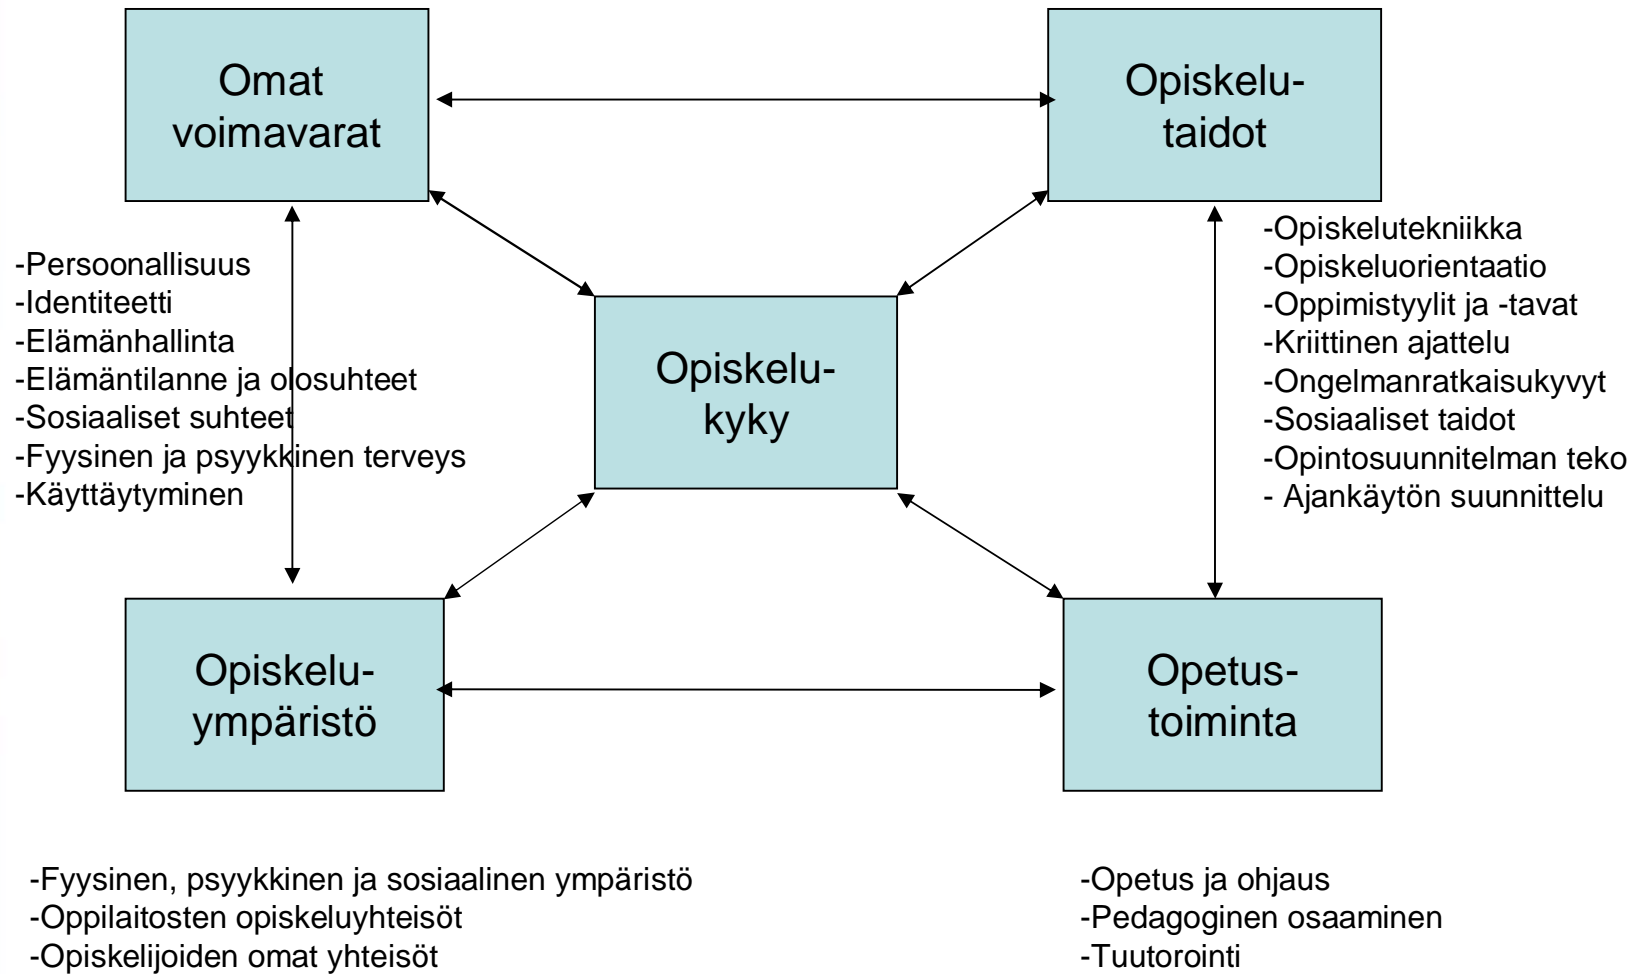 Omat
voimavarat
Opiskelu-
taidot
-Persoonallisuus
-Identiteetti
-Elämänhallinta
-Elämäntilanne ja olosuhteet
-Sosiaaliset suhteet
-Fyysinen ja psyykkinen terveys
-Käyttäytyminen
Opiskelu-
kyky
-Opiskelutekniikka
-Opiskeluorientaatio
-Oppimistyylit ja -tavat
-Kriittinen ajattelu
-Ongelmanratkaisukyvyt
-Sosiaaliset taidot
-Opintosuunnitelman teko
- Ajankäytön suunnittelu
Opiskelu-
ympäristö
Opetus-
toiminta
-Fyysinen, psyykkinen ja sosiaalinen ympäristö
-Oppilaitosten opiskeluyhteisöt
-Opiskelijoiden omat yhteisöt
-Opetus ja ohjaus
-Pedagoginen osaaminen
-Tuutorointi